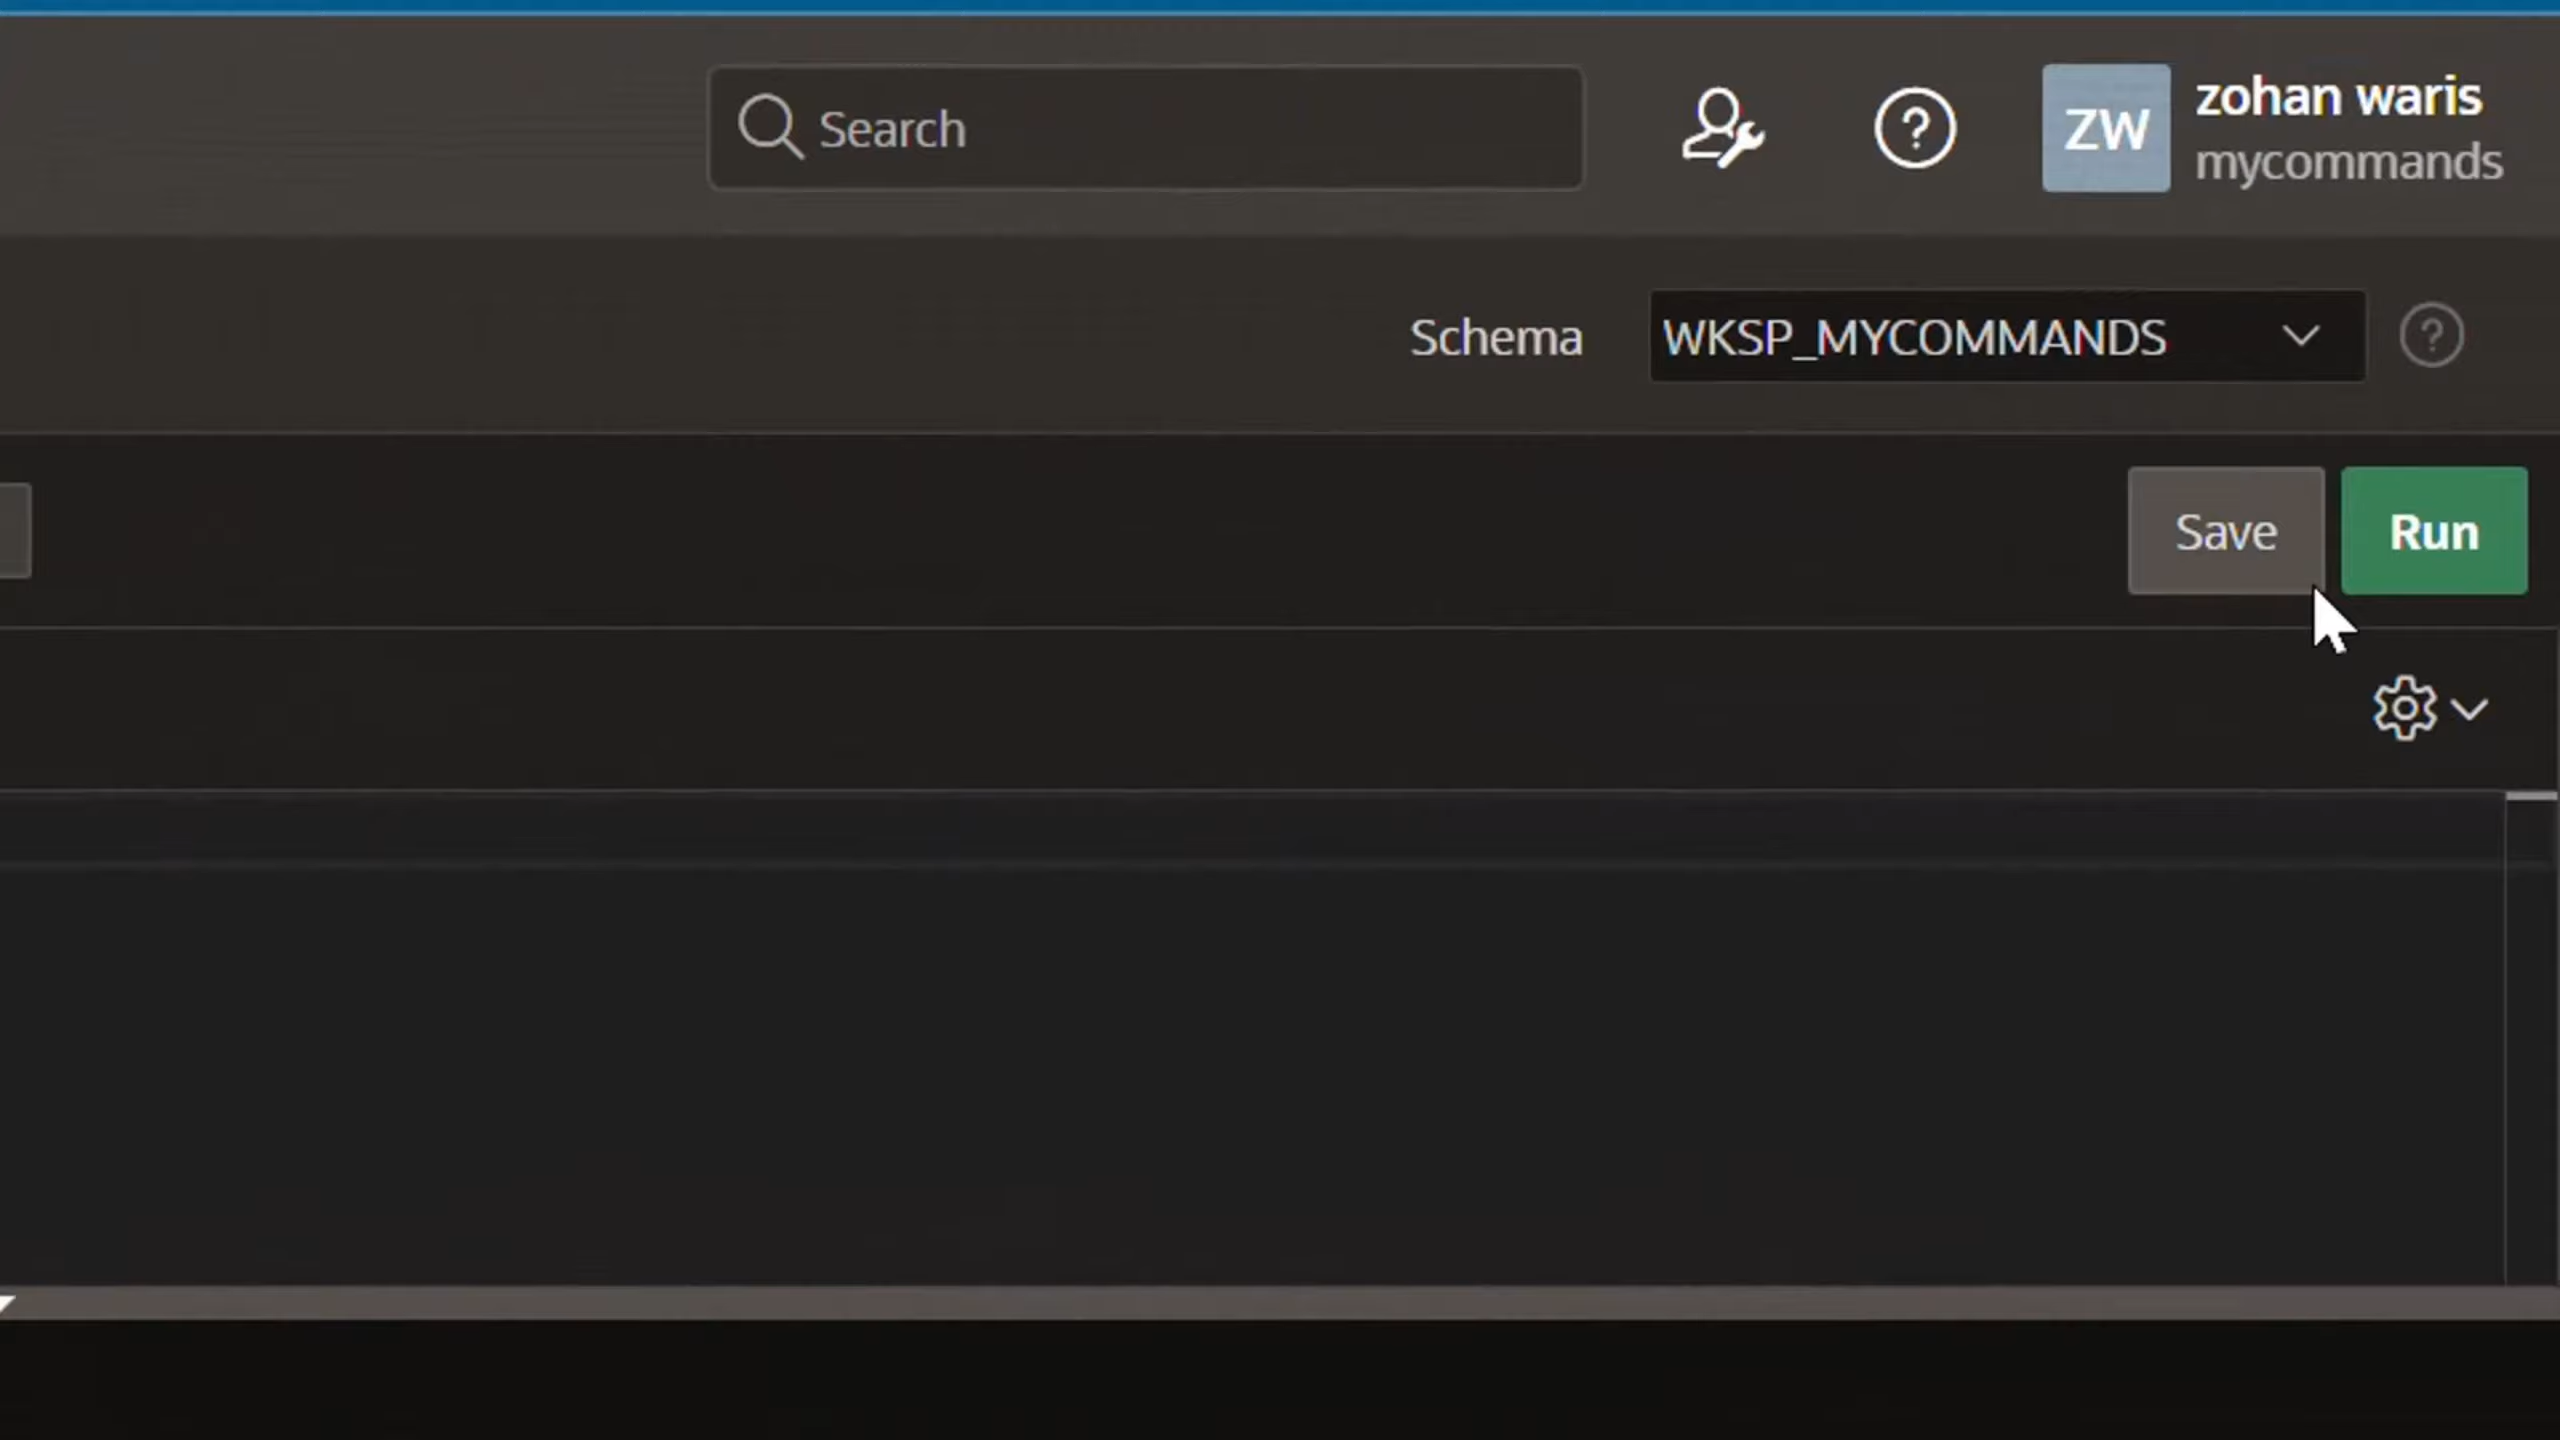 Search
ZW
zohan waris
mycommands
Schema
WKSP_MYCOMMANDS
Save
Run